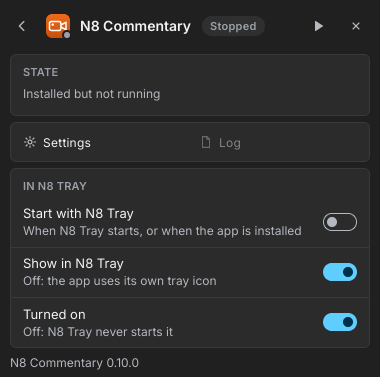 N8 Commentary Stopped
STATE
Installed but not running
Settings Log
IN N8 TRAY
Start with N8 Tray
When N8 Tray starts, or when the app is installed
Show in N8 Tray
Off: the app uses its own tray icon
Turned on
Off: N8 Tray never starts it
N8 Commentary 0.10.0